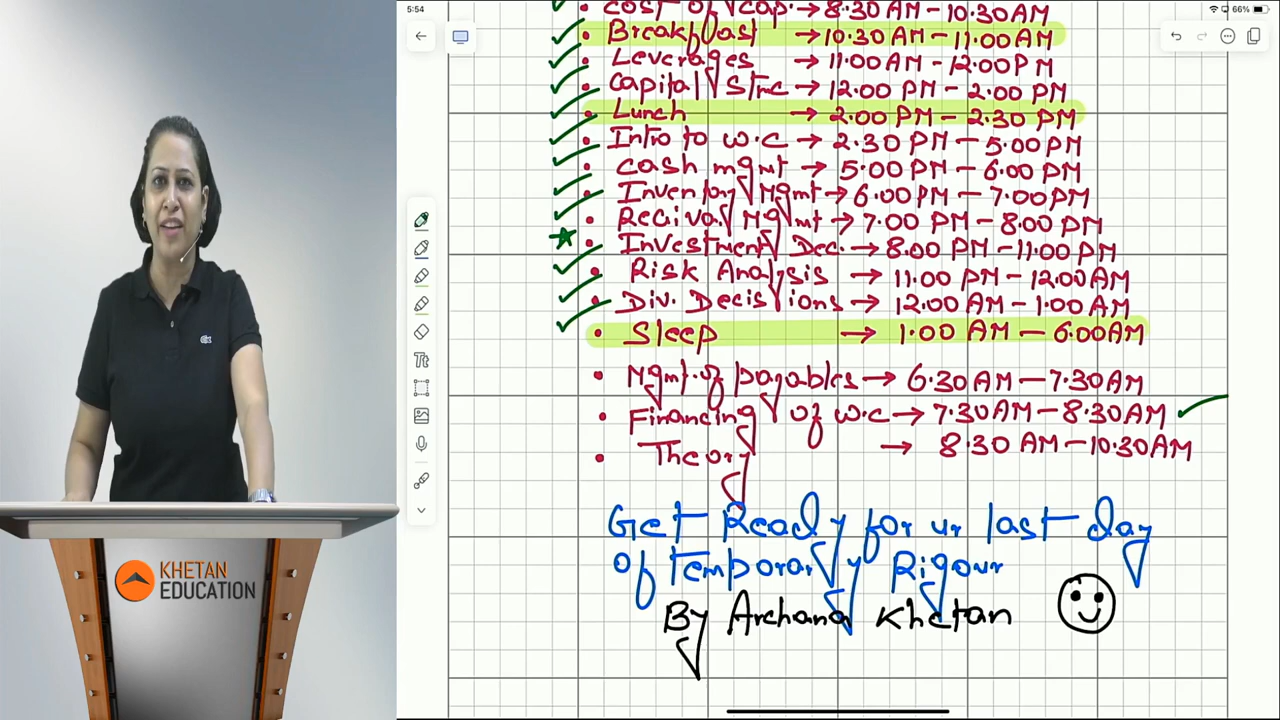 5:54
66%
• Cost of Cap. → 8.30 AM - 10.30 AM
• Breakfast → 10.30 AM - 11.00 AM
• Leverages → 11.00 AM - 12.00 PM
• Capital Strc → 12.00 PM - 2.00 PM
• Lunch → 2.00 PM - 2.30 PM
• Intro to W.C → 2.30 PM - 5.00 PM
• Cash mgmt → 5.00 PM - 6.00 PM
• Inventory Mgmt → 6.00 PM - 7.00 PM
• Mgmt → 7.00 PM - 8.00 PM
• Investment Dec. → 8.00 PM - 11.00 PM
• Risk Analysis → 11.00 PM - 12.00 AM
• Div. Decisions → 12.00 AM - 1.00 AM
• Sleep → 1.00 AM - 6.00 AM
• Mgmt. of payables → 6.30 AM - 7.30 AM
• Financing of W.C → 7.30 AM - 8.30 AM
• Theory → 8.30 AM - 10.30 AM
Get Ready for ur last day
of temporary Rigour
By Archana Khetan
Tt
KHETAN
EDUCATION